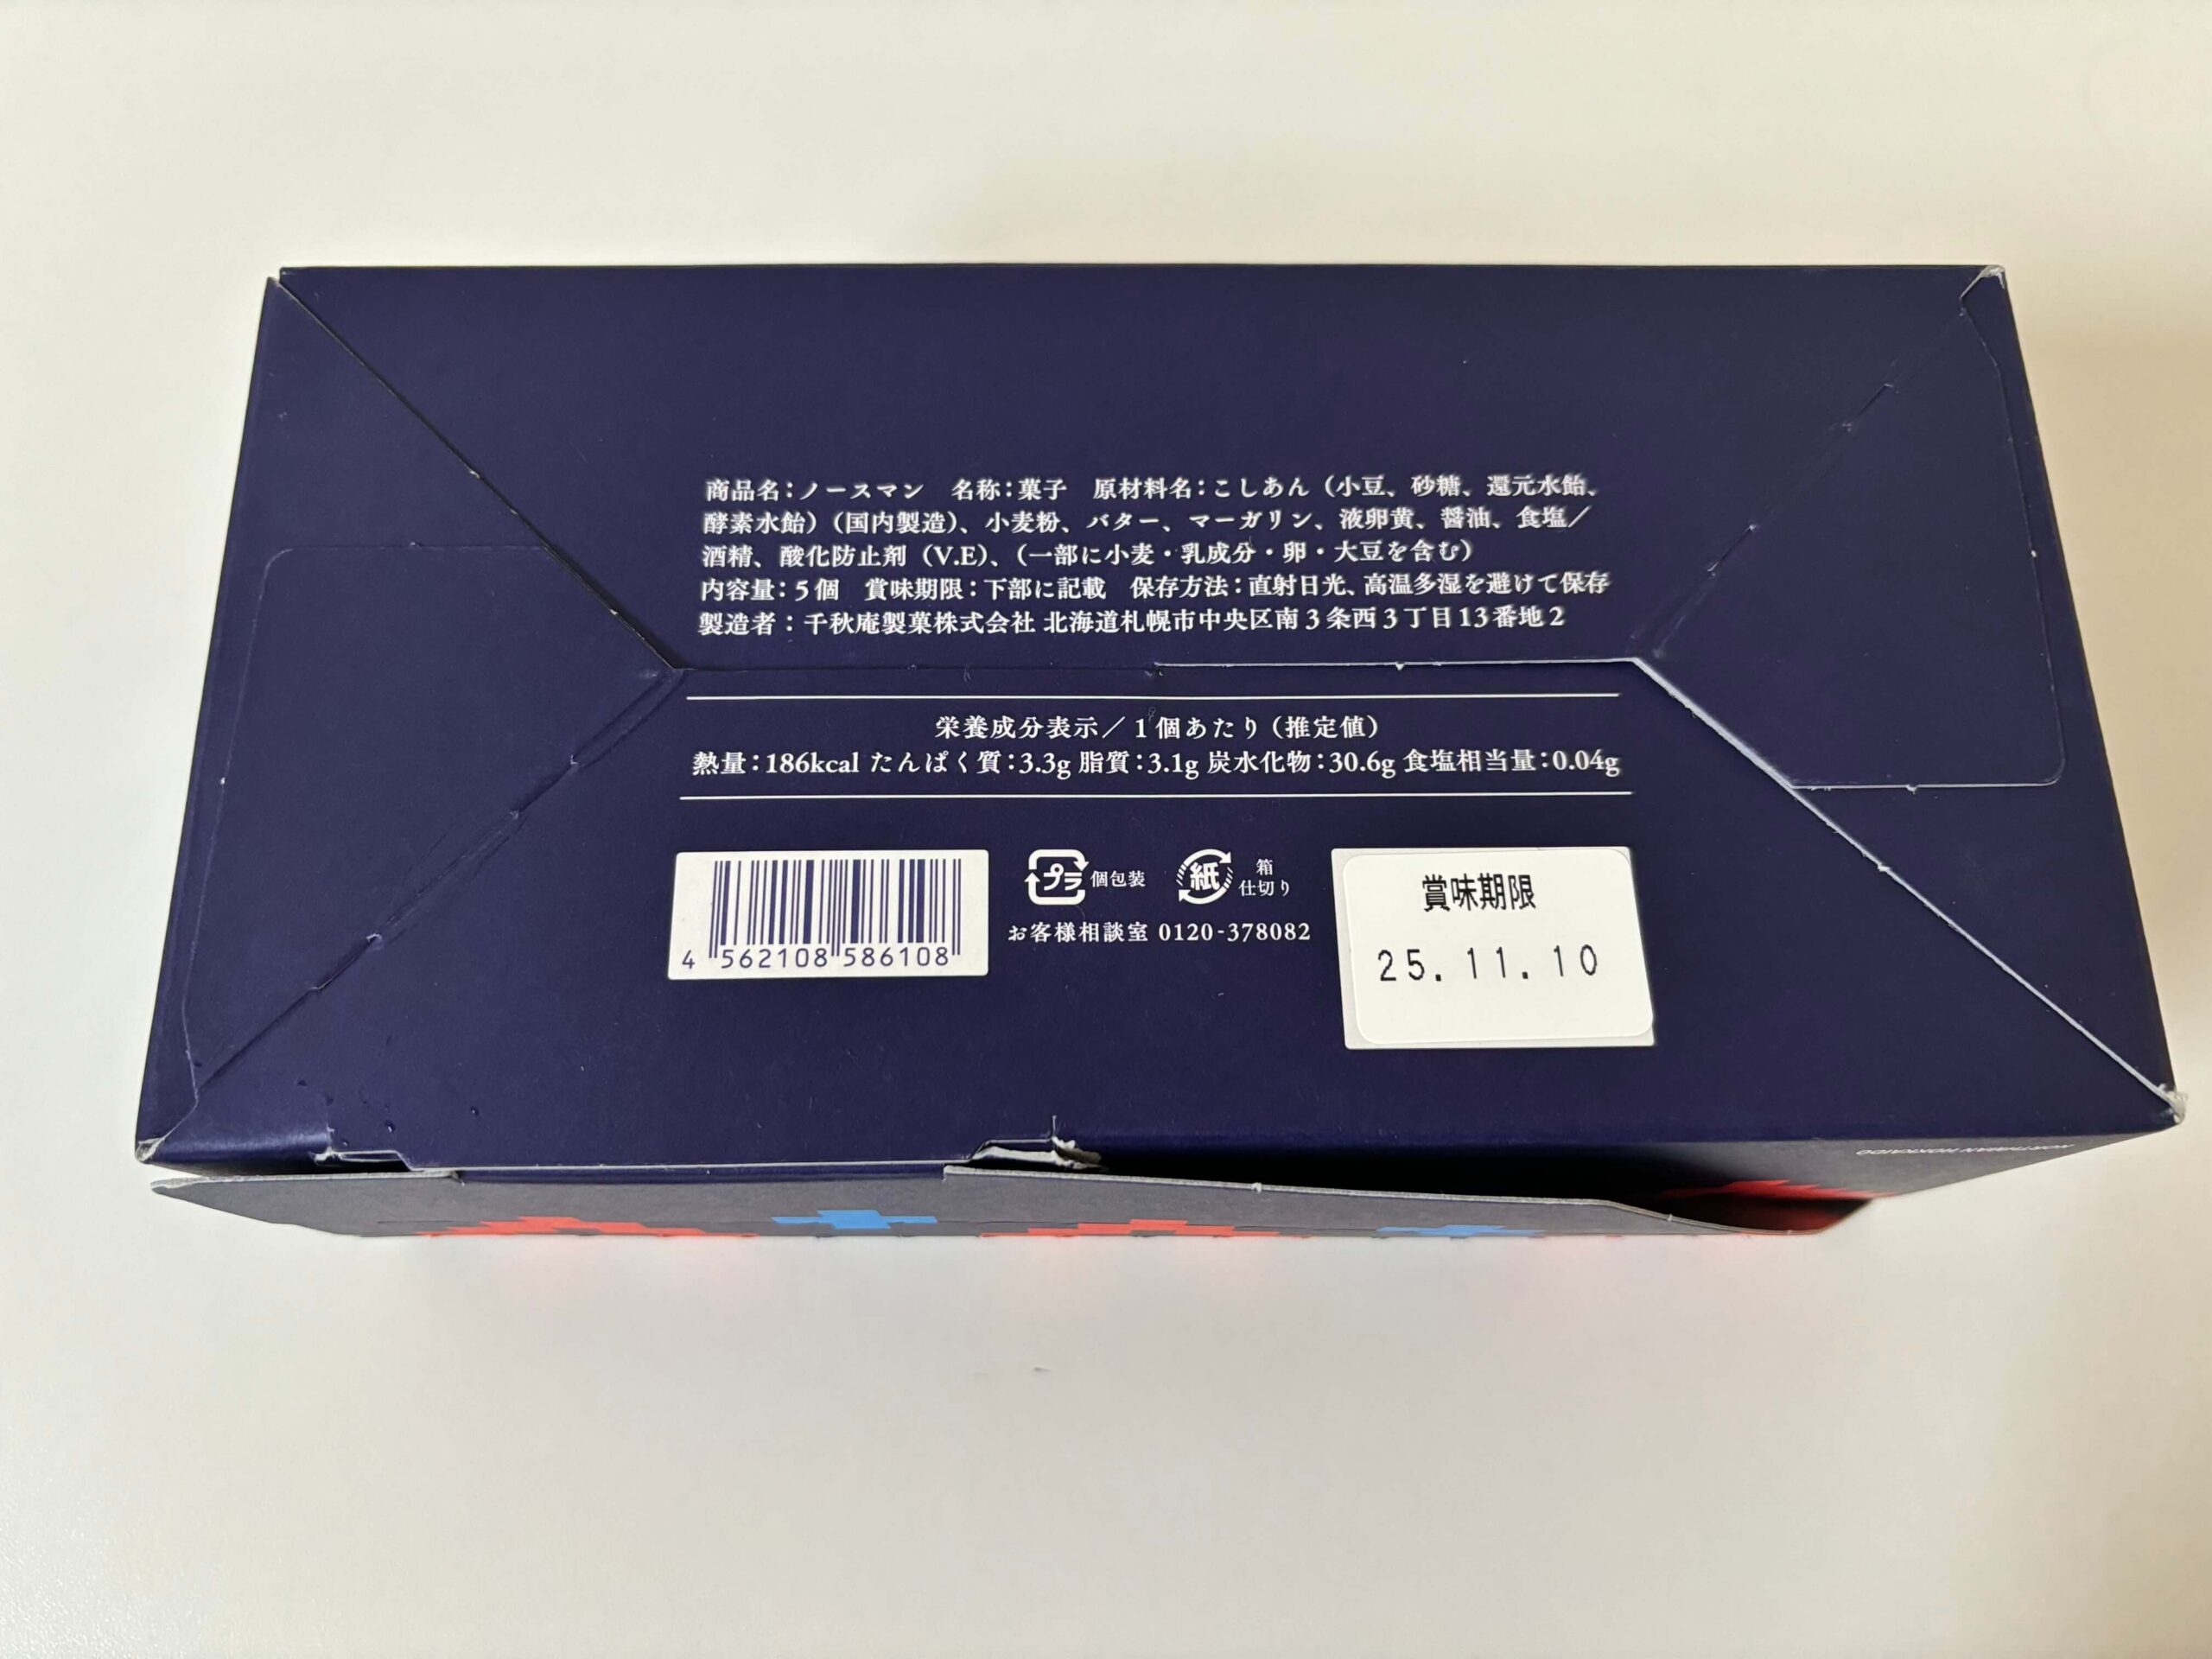 商品名：ノースマン　名称：菓子　原材料名：こしあん（小豆、砂糖、還元水飴、
酵素水飴）（国内製造）、小麦粉、バター、マーガリン、液卵黄、醤油、食塩／
酒精、酸化防止剤（V.E）、（一部に小麦・乳成分・卵・大豆を含む）
内容量：5個　賞味期限：下部に記載　保存方法：直射日光、高温多湿を避けて保存
製造者：千秋庵製菓株式会社 北海道札幌市中央区南3条西3丁目13番地2
栄養成分表示／1個あたり（推定値）
熱量：186kcal たんぱく質：3.3g 脂質：3.1g 炭水化物：30.6g 食塩相当量：0.04g
プラ 個包装 紙 箱
仕切り
お客様相談室 0120-378082
4 562108 586108
賞味期限
25.11.10
NORTHMAN HOKKAIDO